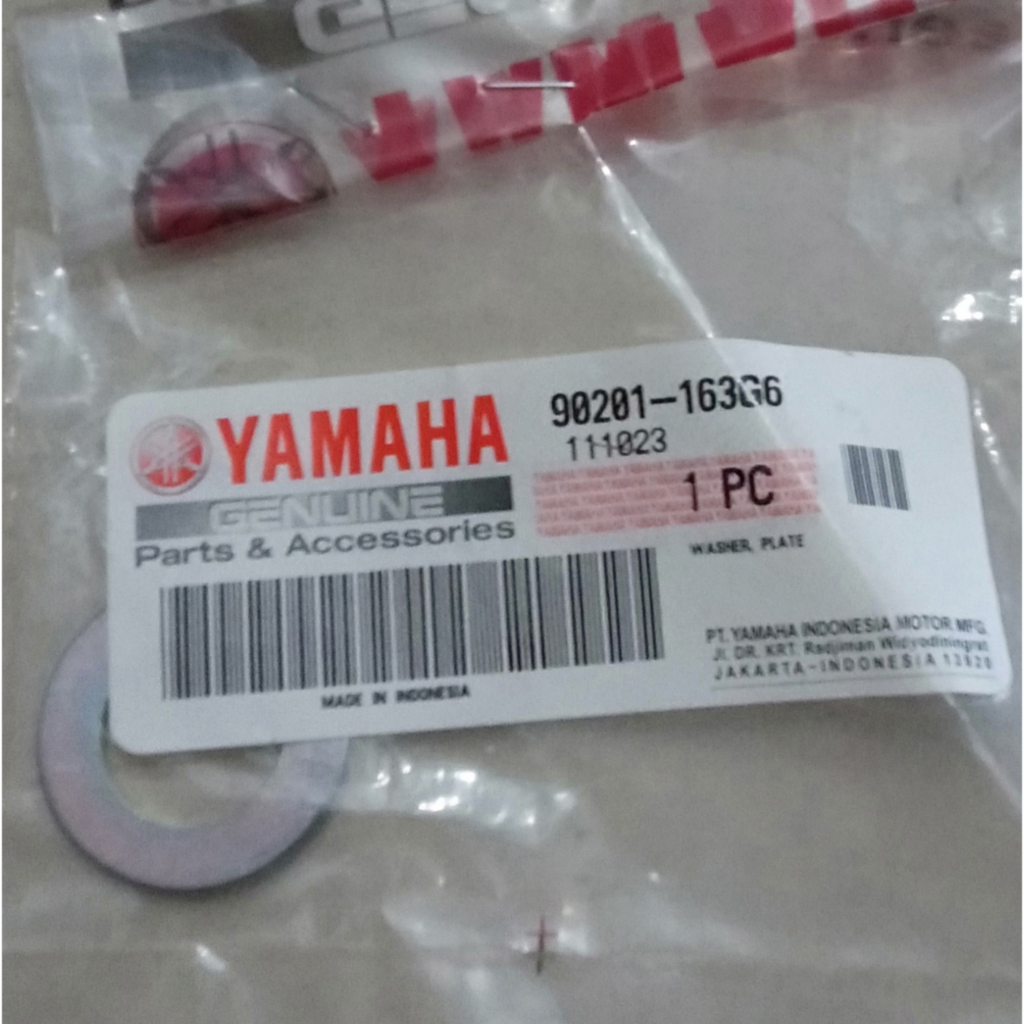 YAMAHA
GENUINE
Parts & Accessories
90201-163G6
111023
1 PC
WASHER, PLATE
MADE IN INDONESIA
PT. YAMAHA INDONESIA MOTOR MFG.
Jl. DR. KRT. Radjiman Widyodiningrat
JAKARTA-INDONESIA 13920